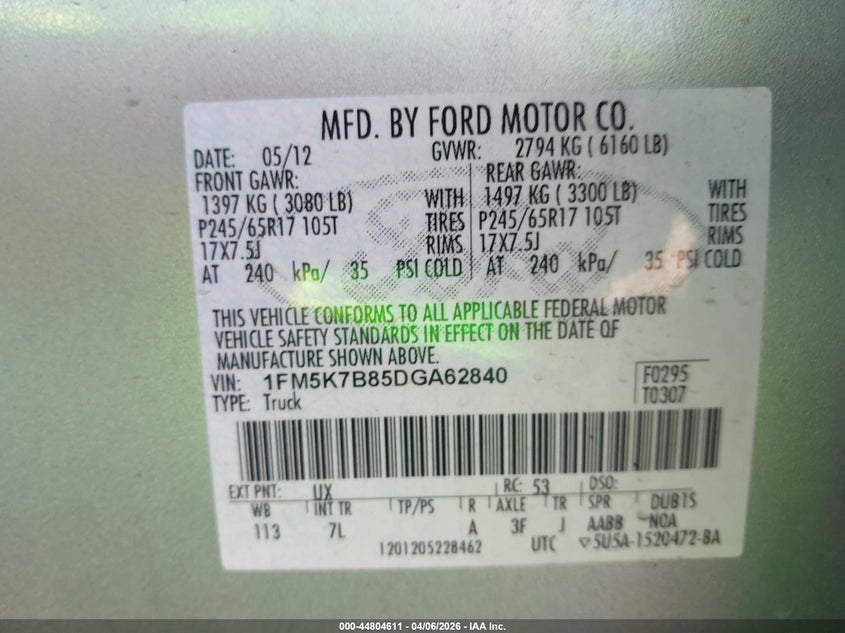 MFD. BY FORD MOTOR CO.
DATE: 05/12 GVWR: 2794 KG ( 6160 LB)
FRONT GAWR: REAR GAWR:
1397 KG ( 3080 LB) WITH 1497 KG ( 3300 LB) WITH
P245/65R17 105T TIRES P245/65R17 105T TIRES
17X7.5J RIMS 17X7.5J RIMS
AT 240 kPa/ 35 PSI COLD AT 240 kPa/ 35 PSI COLD
THIS VEHICLE CONFORMS TO ALL APPLICABLE FEDERAL MOTOR
VEHICLE SAFETY STANDARDS IN EFFECT ON THE DATE OF
MANUFACTURE SHOWN ABOVE.
VIN: 1FM5K7B85DGA62840 F0295
TYPE: Truck T0307
EXT PNT: UX RC: 53 DSO:
WB INT TR TP/PS R AXLE TR SPR DUB1S
113 7L A 3F J AABB NOA
1201205228462 UTC 5U5A-1520472-BA
000-44804611 - 04/06/2026 - IAA Inc.